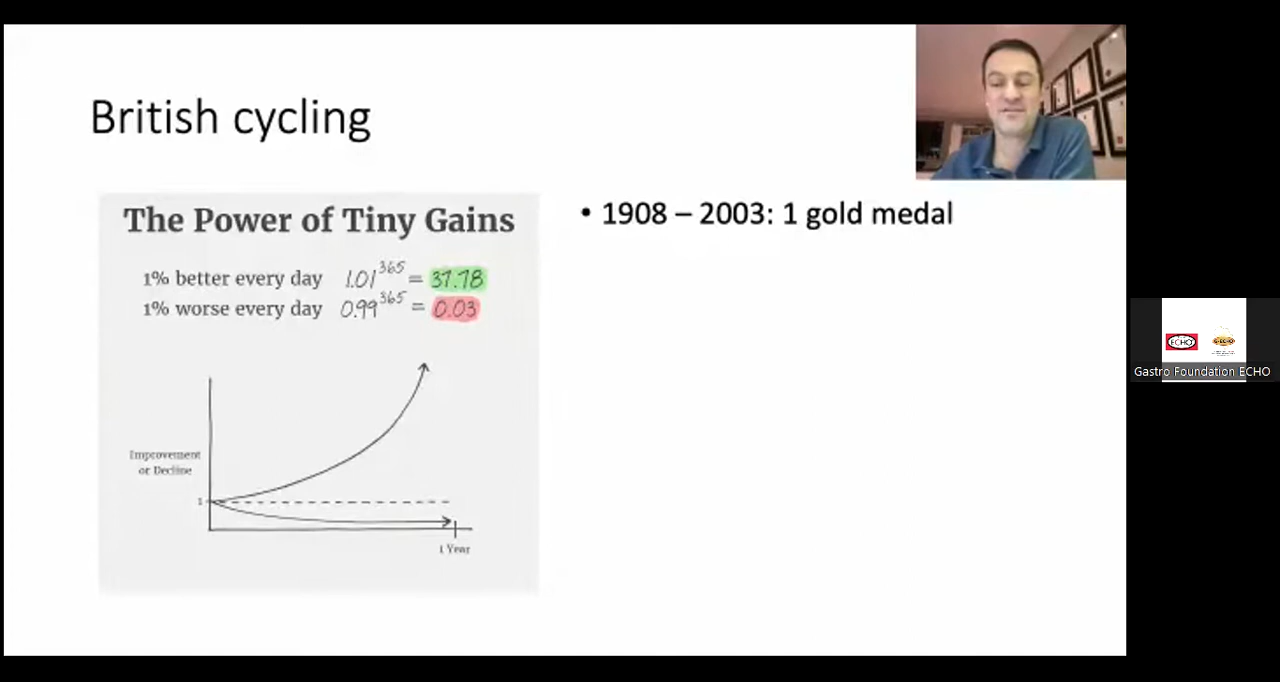 British cycling
The Power of Tiny Gains
1% better every day 1.01^365 = 37.78
1% worse every day 0.99^365 = 0.03
Improvement
or Decline
1
1 Year
• 1908 – 2003: 1 gold medal
ECHO
Gastro Foundation ECHO